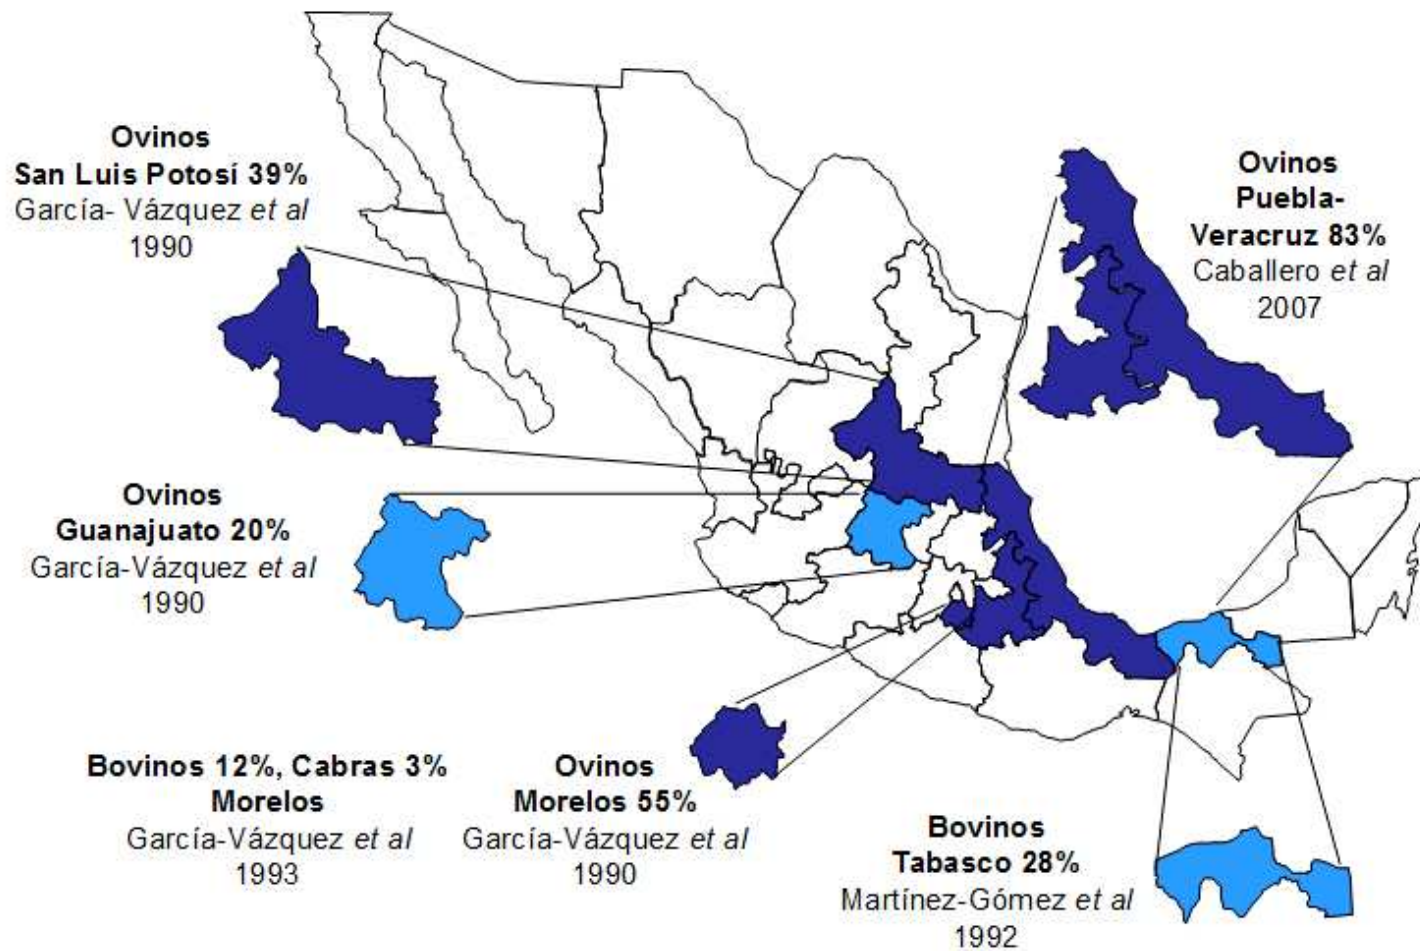 Ovinos
San Luis Potosí 39%
García- Vázquez et al
1990
Ovinos
Puebla-
Veracruz 83%
Caballero et al
2007
Ovinos
Guanajuato 20%
García-Vázquez et al
1990
Bovinos 12%, Cabras 3%
Morelos
García-Vázquez et al
1993
Ovinos
Morelos 55%
García-Vázquez et al
1990
Bovinos
Tabasco 28%
Martínez-Gómez et al
1992